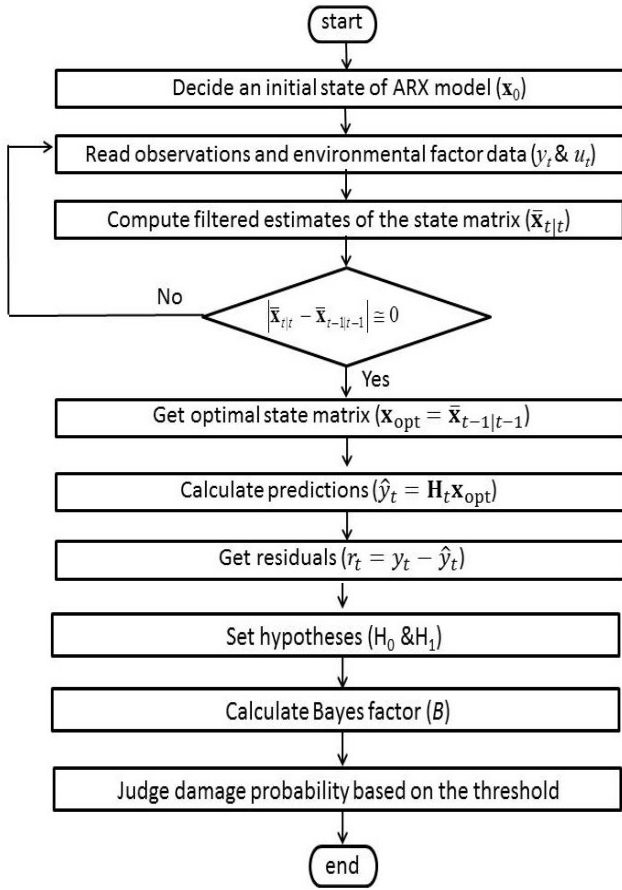 start
Decide an initial state of ARX model (𝐱₀)
Read observations and environmental factor data (yₜ & uₜ)
Compute filtered estimates of the state matrix (𝐱̄ₜ|ₜ)
No
|𝐱̄ₜ|ₜ − 𝐱̄ₜ₋₁|ₜ₋₁| ≅ 0
Yes
Get optimal state matrix (𝐱ₒₚₜ = 𝐱̄ₜ₋₁|ₜ₋₁)
Calculate predictions (ŷₜ = 𝐇ₜ𝐱ₒₚₜ)
Get residuals (rₜ = yₜ − ŷₜ)
Set hypotheses (H₀ &H₁)
Calculate Bayes factor (B)
Judge damage probability based on the threshold
end